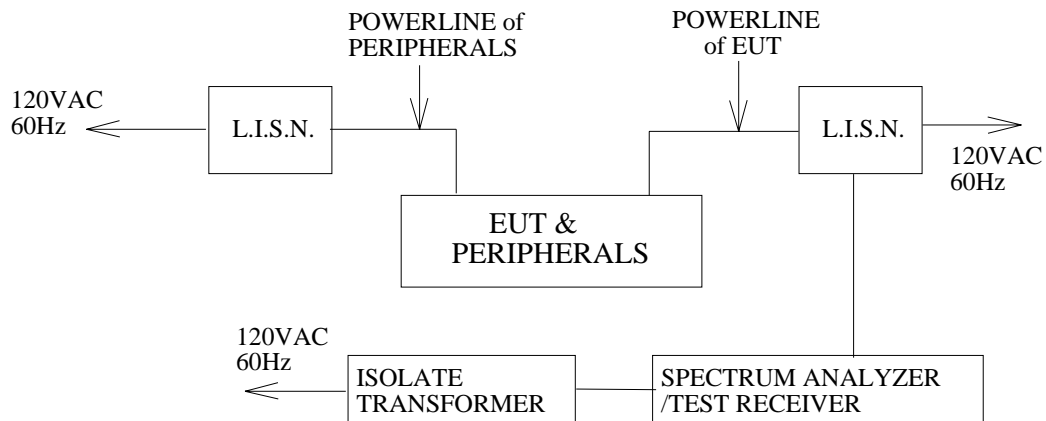 POWERLINE of
PERIPHERALS
POWERLINE
of EUT
120VAC
60Hz
L.I.S.N.
L.I.S.N.
120VAC
60Hz
EUT &
PERIPHERALS
120VAC
60Hz
ISOLATE
TRANSFORMER
SPECTRUM ANALYZER
/TEST RECEIVER